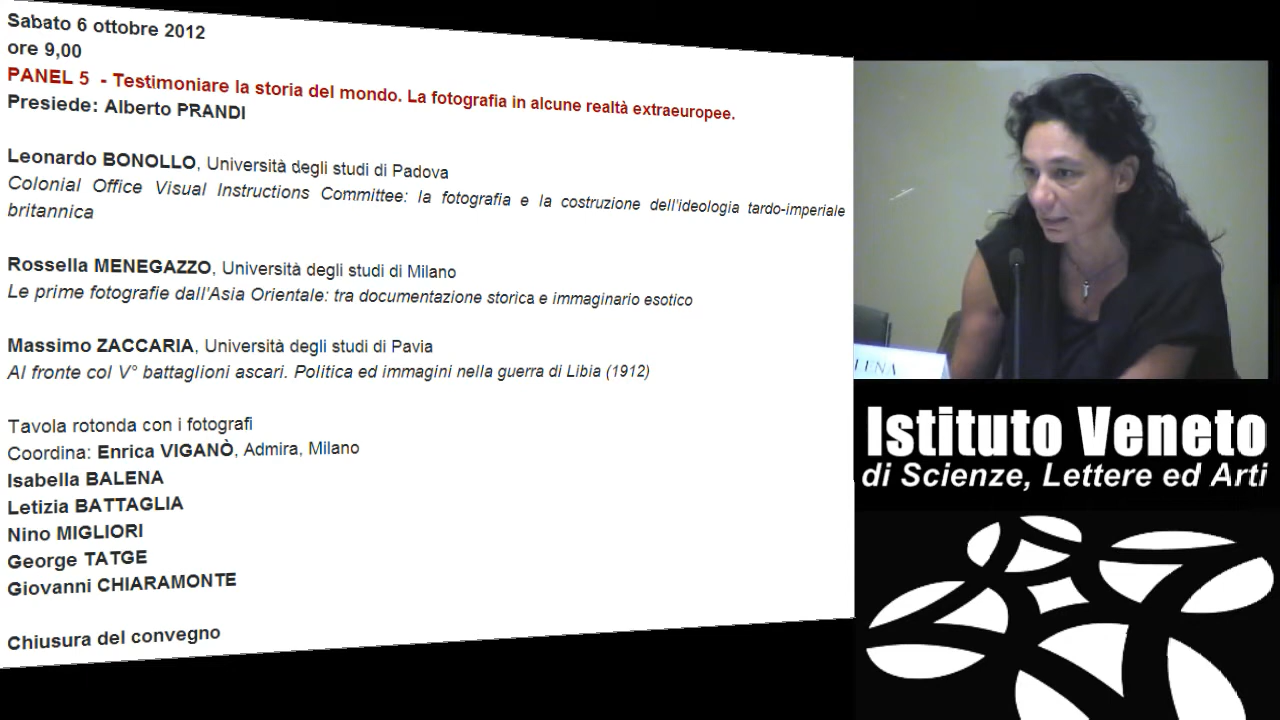 Sabato 6 ottobre 2012
ore 9,00
PANEL 5 - Testimoniare la storia del mondo. La fotografia in alcune realtà extraeuropee.
Presiede: Alberto PRANDI
Leonardo BONOLLO, Università degli studi di Padova
Colonial Office Visual Instructions Committee: la fotografia e la costruzione dell'ideologia tardo-imperiale
britannica
Rossella MENEGAZZO, Università degli studi di Milano
Le prime fotografie dall'Asia Orientale: tra documentazione storica e immaginario esotico
Massimo ZACCARIA, Università degli studi di Pavia
Al fronte col V° battaglioni ascari. Politica ed immagini nella guerra di Libia (1912)
Tavola rotonda con i fotografi
Coordina: Enrica VIGANÒ, Admira, Milano
Isabella BALENA
Letizia BATTAGLIA
Nino MIGLIORI
George TATGE
Giovanni CHIARAMONTE
Chiusura del convegno
LENA
Istituto Veneto
di Scienze, Lettere ed Arti